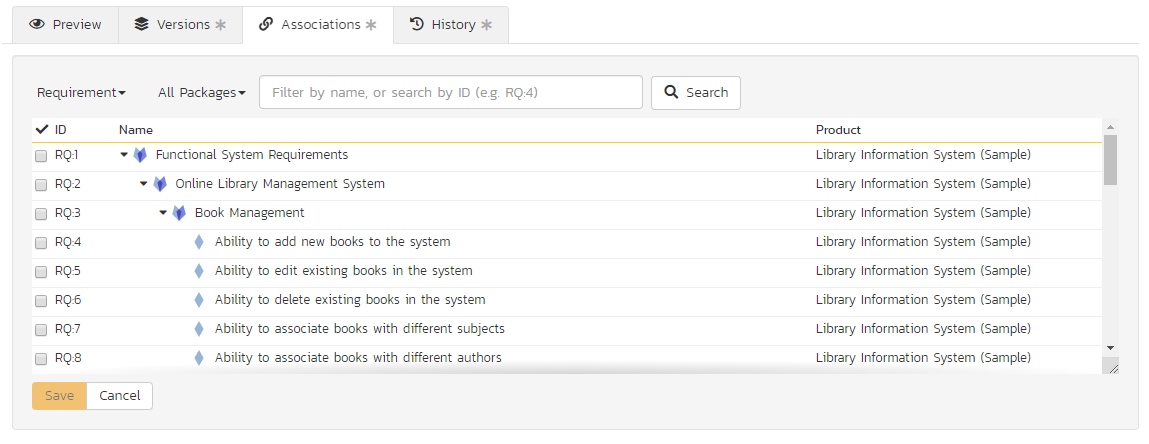 Preview Versions Associations History
Requirement All Packages Filter by name, or search by ID (e.g. RQ:4) Search
ID Name Product
RQ:1 Functional System Requirements Library Information System (Sample)
RQ:2 Online Library Management System Library Information System (Sample)
RQ:3 Book Management Library Information System (Sample)
RQ:4 Ability to add new books to the system Library Information System (Sample)
RQ:5 Ability to edit existing books in the system Library Information System (Sample)
RQ:6 Ability to delete existing books in the system Library Information System (Sample)
RQ:7 Ability to associate books with different subjects Library Information System (Sample)
RQ:8 Ability to associate books with different authors Library Information System (Sample)
Save Cancel